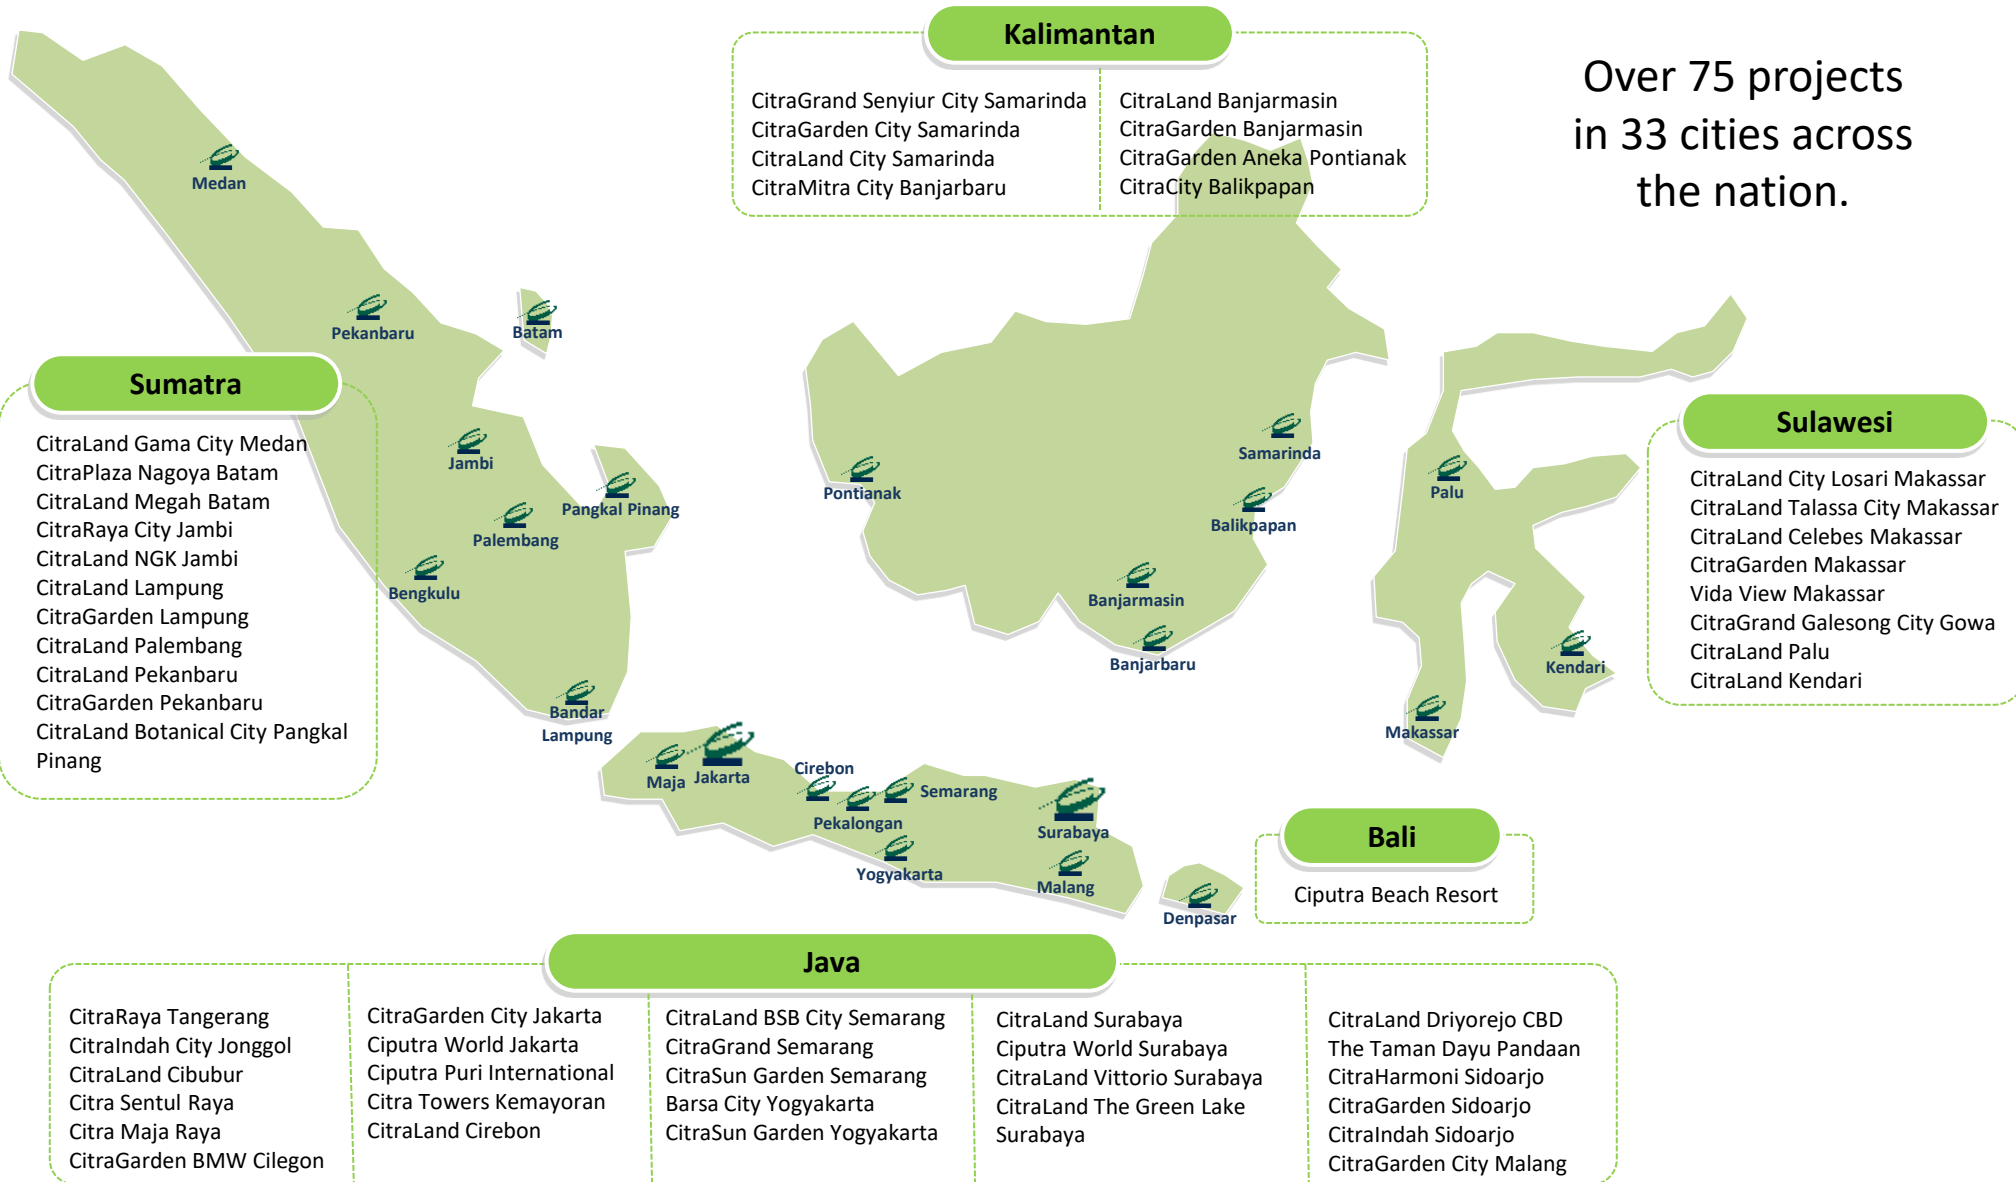 Kalimantan
CitraGrand Senyiur City Samarinda
CitraGarden City Samarinda
CitraLand City Samarinda
CitraMitra City Banjarbaru
CitraLand Banjarmasin
CitraGarden Banjarmasin
CitraGarden Aneka Pontianak
CitraCity Balikpapan
Over 75 projects
in 33 cities across
the nation.
Medan
Pekanbaru
Batam
Jambi
Pangkal Pinang
Palembang
Bengkulu
Bandar
Lampung
Sumatra
CitraLand Gama City Medan
CitraPlaza Nagoya Batam
CitraLand Megah Batam
CitraRaya City Jambi
CitraLand NGK Jambi
CitraLand Lampung
CitraGarden Lampung
CitraLand Palembang
CitraLand Pekanbaru
CitraGarden Pekanbaru
CitraLand Botanical City Pangkal
Pinang
Pontianak
Samarinda
Balikpapan
Banjarmasin
Banjarbaru
Palu
Kendari
Makassar
Sulawesi
CitraLand City Losari Makassar
CitraLand Talassa City Makassar
CitraLand Celebes Makassar
CitraGarden Makassar
Vida View Makassar
CitraGrand Galesong City Gowa
CitraLand Palu
CitraLand Kendari
Maja
Jakarta
Cirebon
Pekalongan
Semarang
Yogyakarta
Surabaya
Malang
Denpasar
Bali
Ciputra Beach Resort
Java
CitraRaya Tangerang
CitraIndah City Jonggol
CitraLand Cibubur
Citra Sentul Raya
Citra Maja Raya
CitraGarden BMW Cilegon
CitraGarden City Jakarta
Ciputra World Jakarta
Ciputra Puri International
Citra Towers Kemayoran
CitraLand Cirebon
CitraLand BSB City Semarang
CitraGrand Semarang
CitraSun Garden Semarang
Barsa City Yogyakarta
CitraSun Garden Yogyakarta
CitraLand Surabaya
Ciputra World Surabaya
CitraLand Vittorio Surabaya
CitraLand The Green Lake
Surabaya
CitraLand Driyorejo CBD
The Taman Dayu Pandaan
CitraHarmoni Sidoarjo
CitraGarden Sidoarjo
CitraIndah Sidoarjo
CitraGarden City Malang